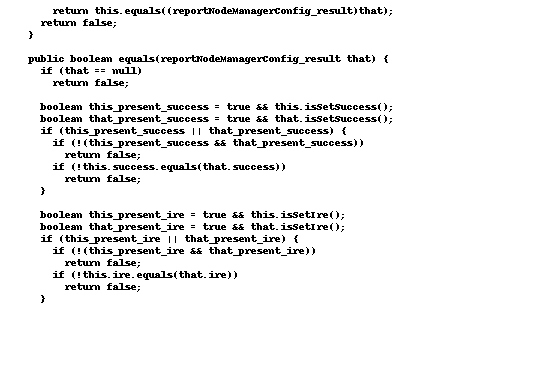 return this.equals((reportNodeManagerConfig_result)that);
return false;
}
public boolean equals(reportNodeManagerConfig_result that) {
if (that == null)
return false;
boolean this_present_success = true && this.isSetSuccess();
boolean that_present_success = true && that.isSetSuccess();
if (this_present_success || that_present_success) {
if (!(this_present_success && that_present_success))
return false;
if (!this.success.equals(that.success))
return false;
}
boolean this_present_ire = true && this.isSetIre();
boolean that_present_ire = true && that.isSetIre();
if (this_present_ire || that_present_ire) {
if (!(this_present_ire && that_present_ire))
return false;
if (!this.ire.equals(that.ire))
return false;
}